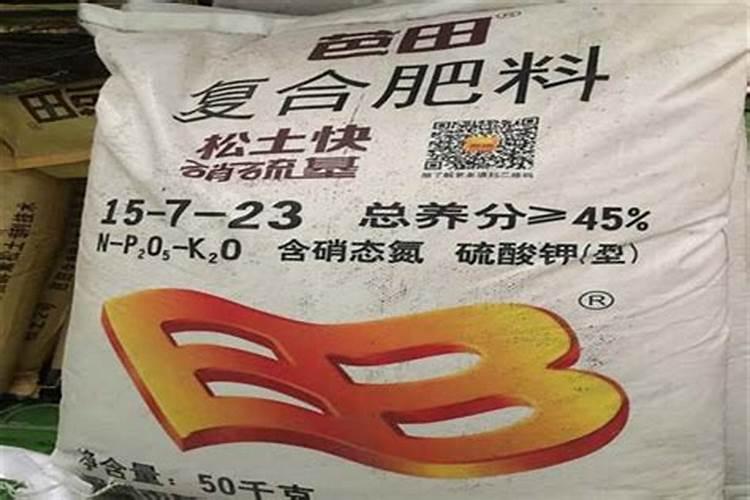 芭田®
复合肥料
松土快
硝硫基
15-7-23 总养分≥45%
N-P₂O₅-K₂O 含硝态氮 硫酸钾(型)
®
净含量: 50千克
田